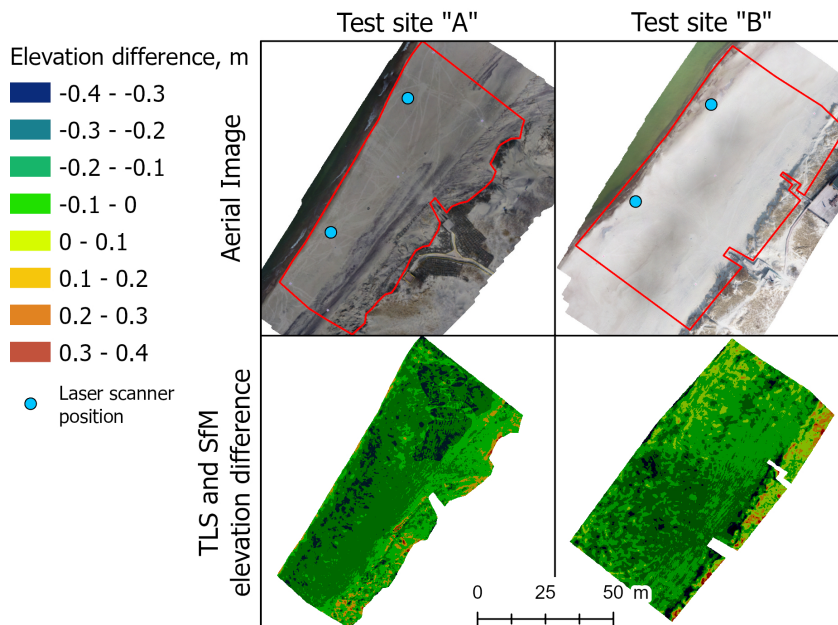 Test site "A"
Test site "B"
Elevation difference, m
-0.4 - -0.3
-0.3 - -0.2
-0.2 - -0.1
-0.1 - 0
0 - 0.1
0.1 - 0.2
0.2 - 0.3
0.3 - 0.4
Laser scanner
position
Aerial Image
TLS and SfM
elevation difference
0 25 50 m